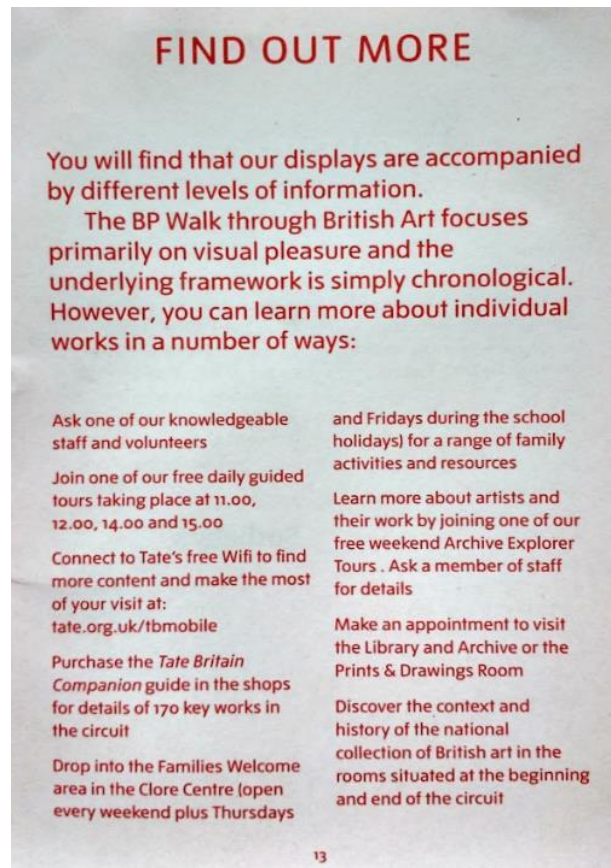 FIND OUT MORE
You will find that our displays are accompanied
by different levels of information.
The BP Walk through British Art focuses
primarily on visual pleasure and the
underlying framework is simply chronological.
However, you can learn more about individual
works in a number of ways:
Ask one of our knowledgeable
staff and volunteers
Join one of our free daily guided
tours taking place at 11.00,
12.00, 14.00 and 15.00
Connect to Tate's free Wifi to find
more content and make the most
of your visit at:
tate.org.uk/tbmobile
Purchase the Tate Britain
Companion guide in the shops
for details of 170 key works in
the circuit
Drop into the Families Welcome
area in the Clore Centre (open
every weekend plus Thursdays
and Fridays during the school
holidays) for a range of family
activities and resources
Learn more about artists and
their work by joining one of our
free weekend Archive Explorer
Tours . Ask a member of staff
for details
Make an appointment to visit
the Library and Archive or the
Prints & Drawings Room
Discover the context and
history of the national
collection of British art in the
rooms situated at the beginning
and end of the circuit
13